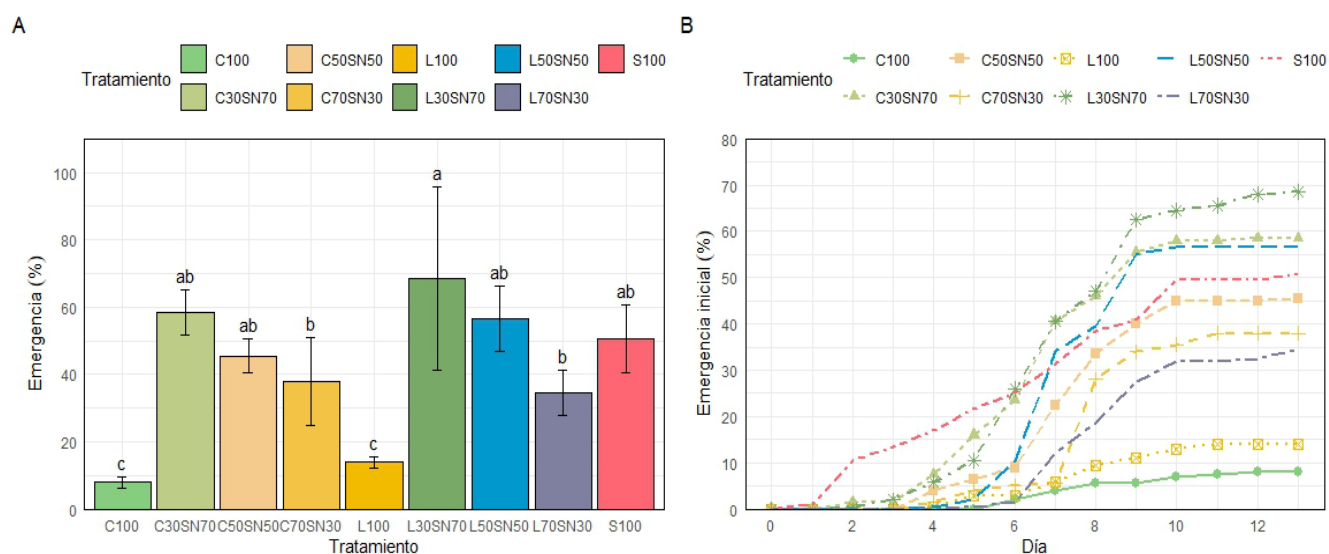 A
C100 C50SN50 L100 L50SN50 S100
Tratamiento
C30SN70 C70SN30 L30SN70 L70SN30
Emergencia (%)
100
80
60
40
20
0
c
ab
ab
b
c
a
ab
b
ab
C100 C30SN70 C50SN50 C70SN30 L100 L30SN70 L50SN50 L70SN30 S100
Tratamiento
B
C100 C50SN50 L100 L50SN50 S100
Tratamiento
C30SN70 C70SN30 L30SN70 L70SN30
Emergencia inicial (%)
80
70
60
50
40
30
20
10
0
0 2 4 6 8 10 12
Día